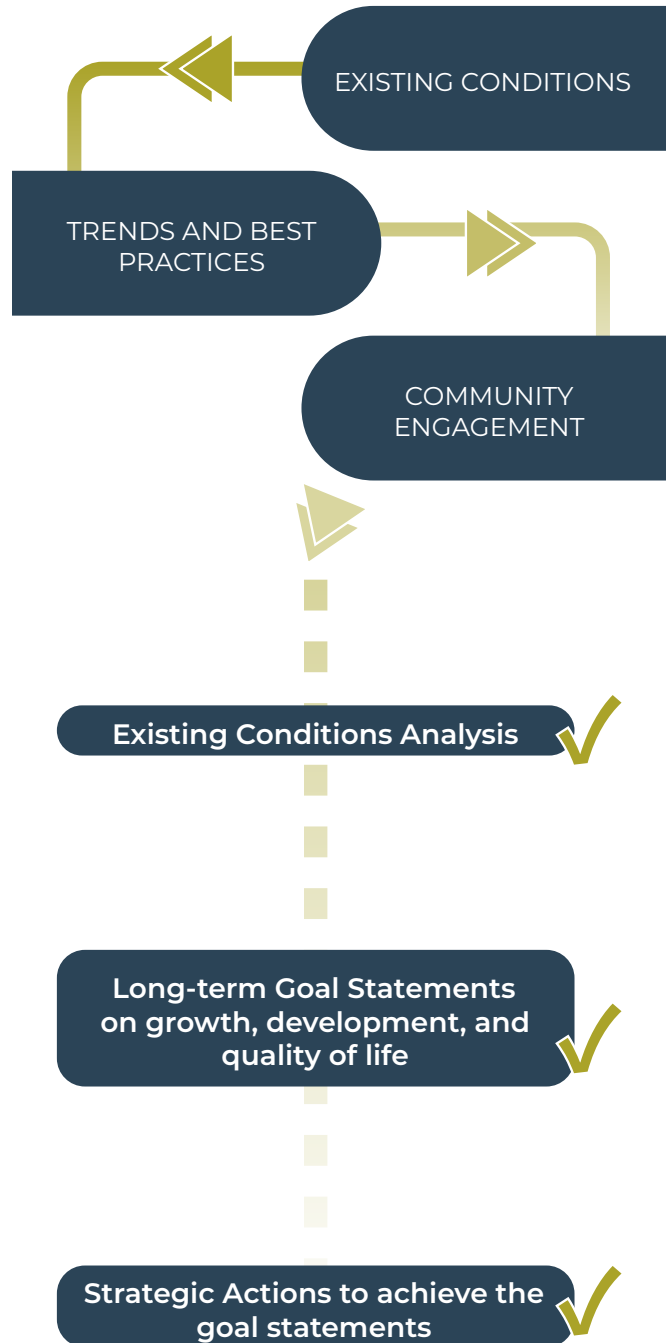 EXISTING CONDITIONS
TRENDS AND BEST
PRACTICES
COMMUNITY
ENGAGEMENT
Existing Conditions Analysis
Long-term Goal Statements
on growth, development, and
quality of life
Strategic Actions to achieve the
goal statements